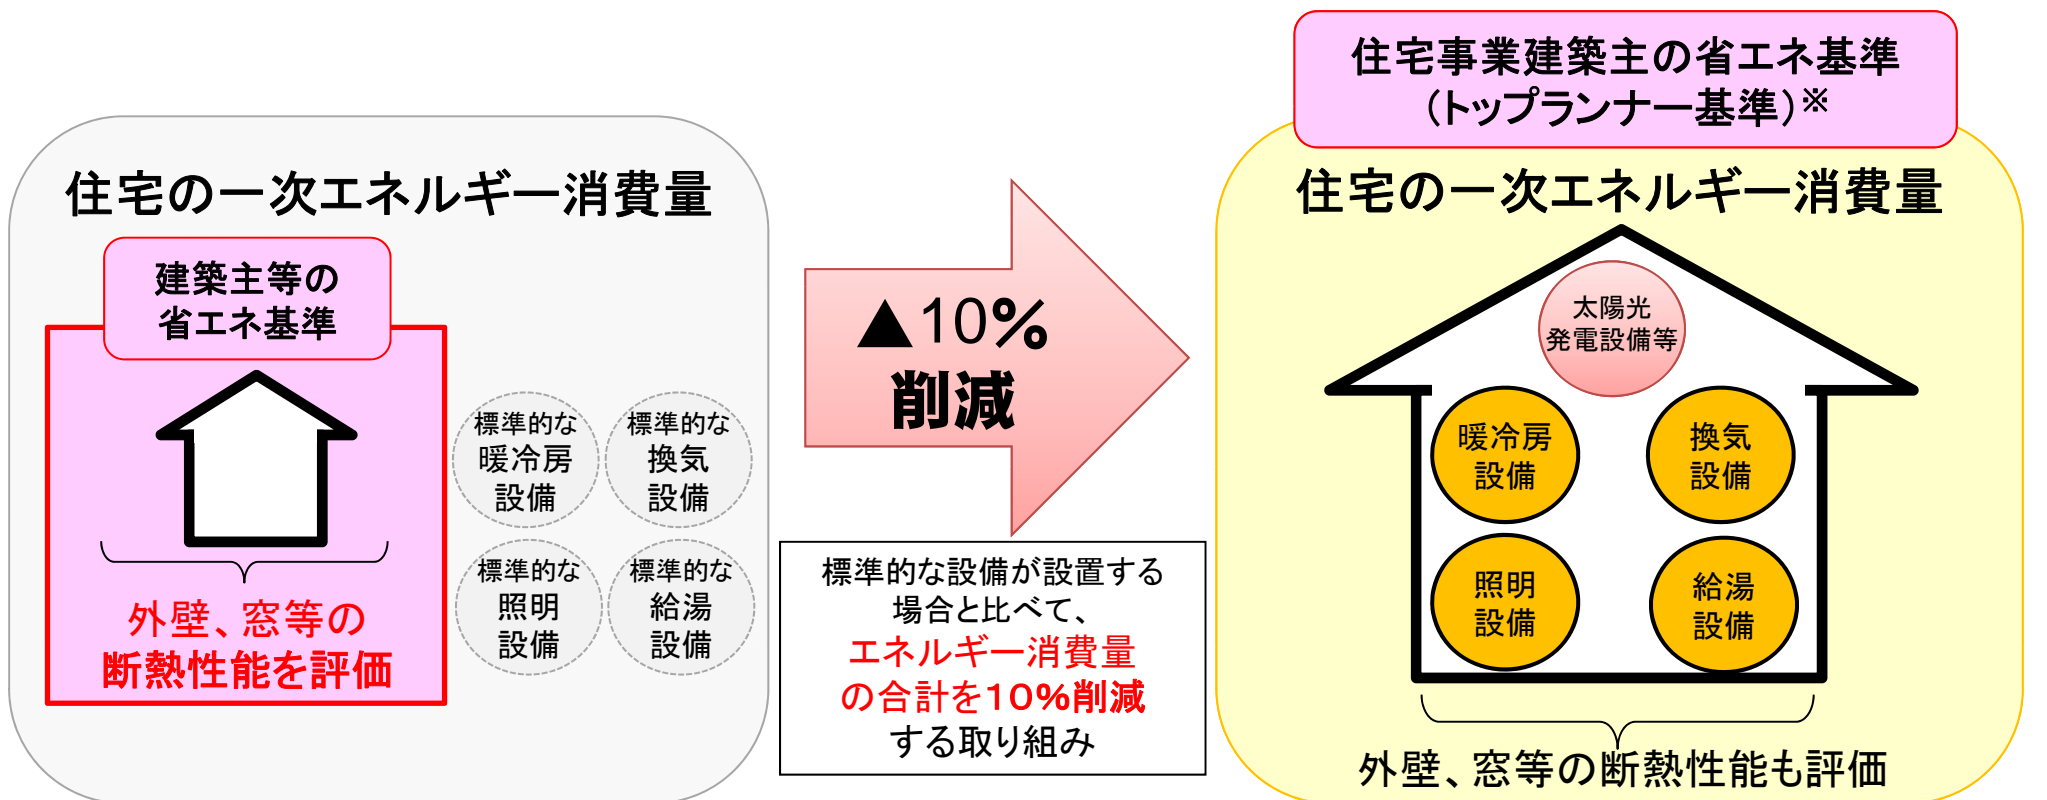 住宅の一次エネルギー消費量
建築主等の
省エネ基準
外壁、窓等の
断熱性能を評価
標準的な
暖冷房
設備
標準的な
換気
設備
標準的な
照明
設備
標準的な
給湯
設備
▲10%
削減
標準的な設備が設置する
場合と比べて、
エネルギー消費量
の合計を10%削減
する取り組み
住宅事業建築主の省エネ基準
（トップランナー基準）※
住宅の一次エネルギー消費量
太陽光
発電設備等
暖冷房
設備
換気
設備
照明
設備
給湯
設備
外壁、窓等の断熱性能も評価